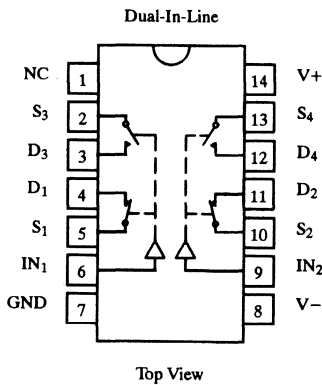 Dual-In-Line
NC 1 14 V+
S3 2 13 S4
D3 3 12 D4
D1 4 11 D2
S1 5 10 S2
IN1 6 9 IN2
GND 7 8 V−
Top View